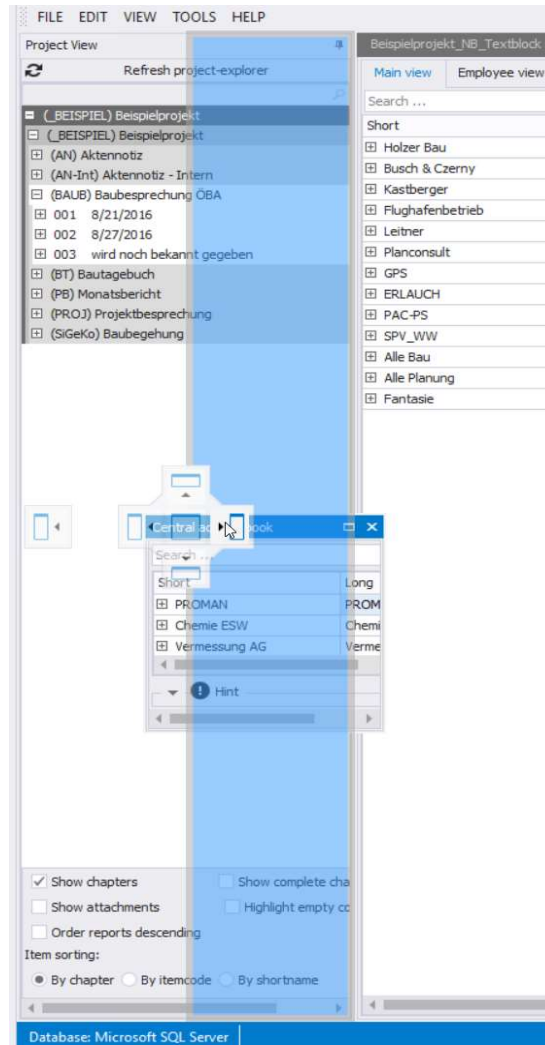 FILE EDIT VIEW TOOLS HELP
Project View
Refresh project-explorer
(_BEISPIEL) Beispielprojekt
(_BEISPIEL) Beispielprojekt
(AN) Aktennotiz
(AN-Int) Aktennotiz - Intern
(BAUB) Baubesprechung ÖBA
001 8/21/2016
002 8/27/2016
003 wird noch bekannt gegeben
(BT) Bautagebuch
(PB) Monatsbericht
(PROJ) Projektbesprechung
(SiGeKo) Baubegehung
Beispielprojekt_NB_Textblock
Main view Employee view
Search ...
Short
Holzer Bau
Busch & Czerny
Kastberger
Flughafenbetrieb
Leitner
Planconsult
GPS
ERLAUCH
PAC-PS
SPV_WW
Alle Bau
Alle Planung
Fantasie
Central book
Search ...
Short Long
PROMAN PROM
Chemie ESW Chemi
Vermessung AG Verme
Hint
Show chapters Show complete cha
Show attachments Highlight empty co
Order reports descending
Item sorting:
By chapter By itemcode By shortname
Database: Microsoft SQL Server